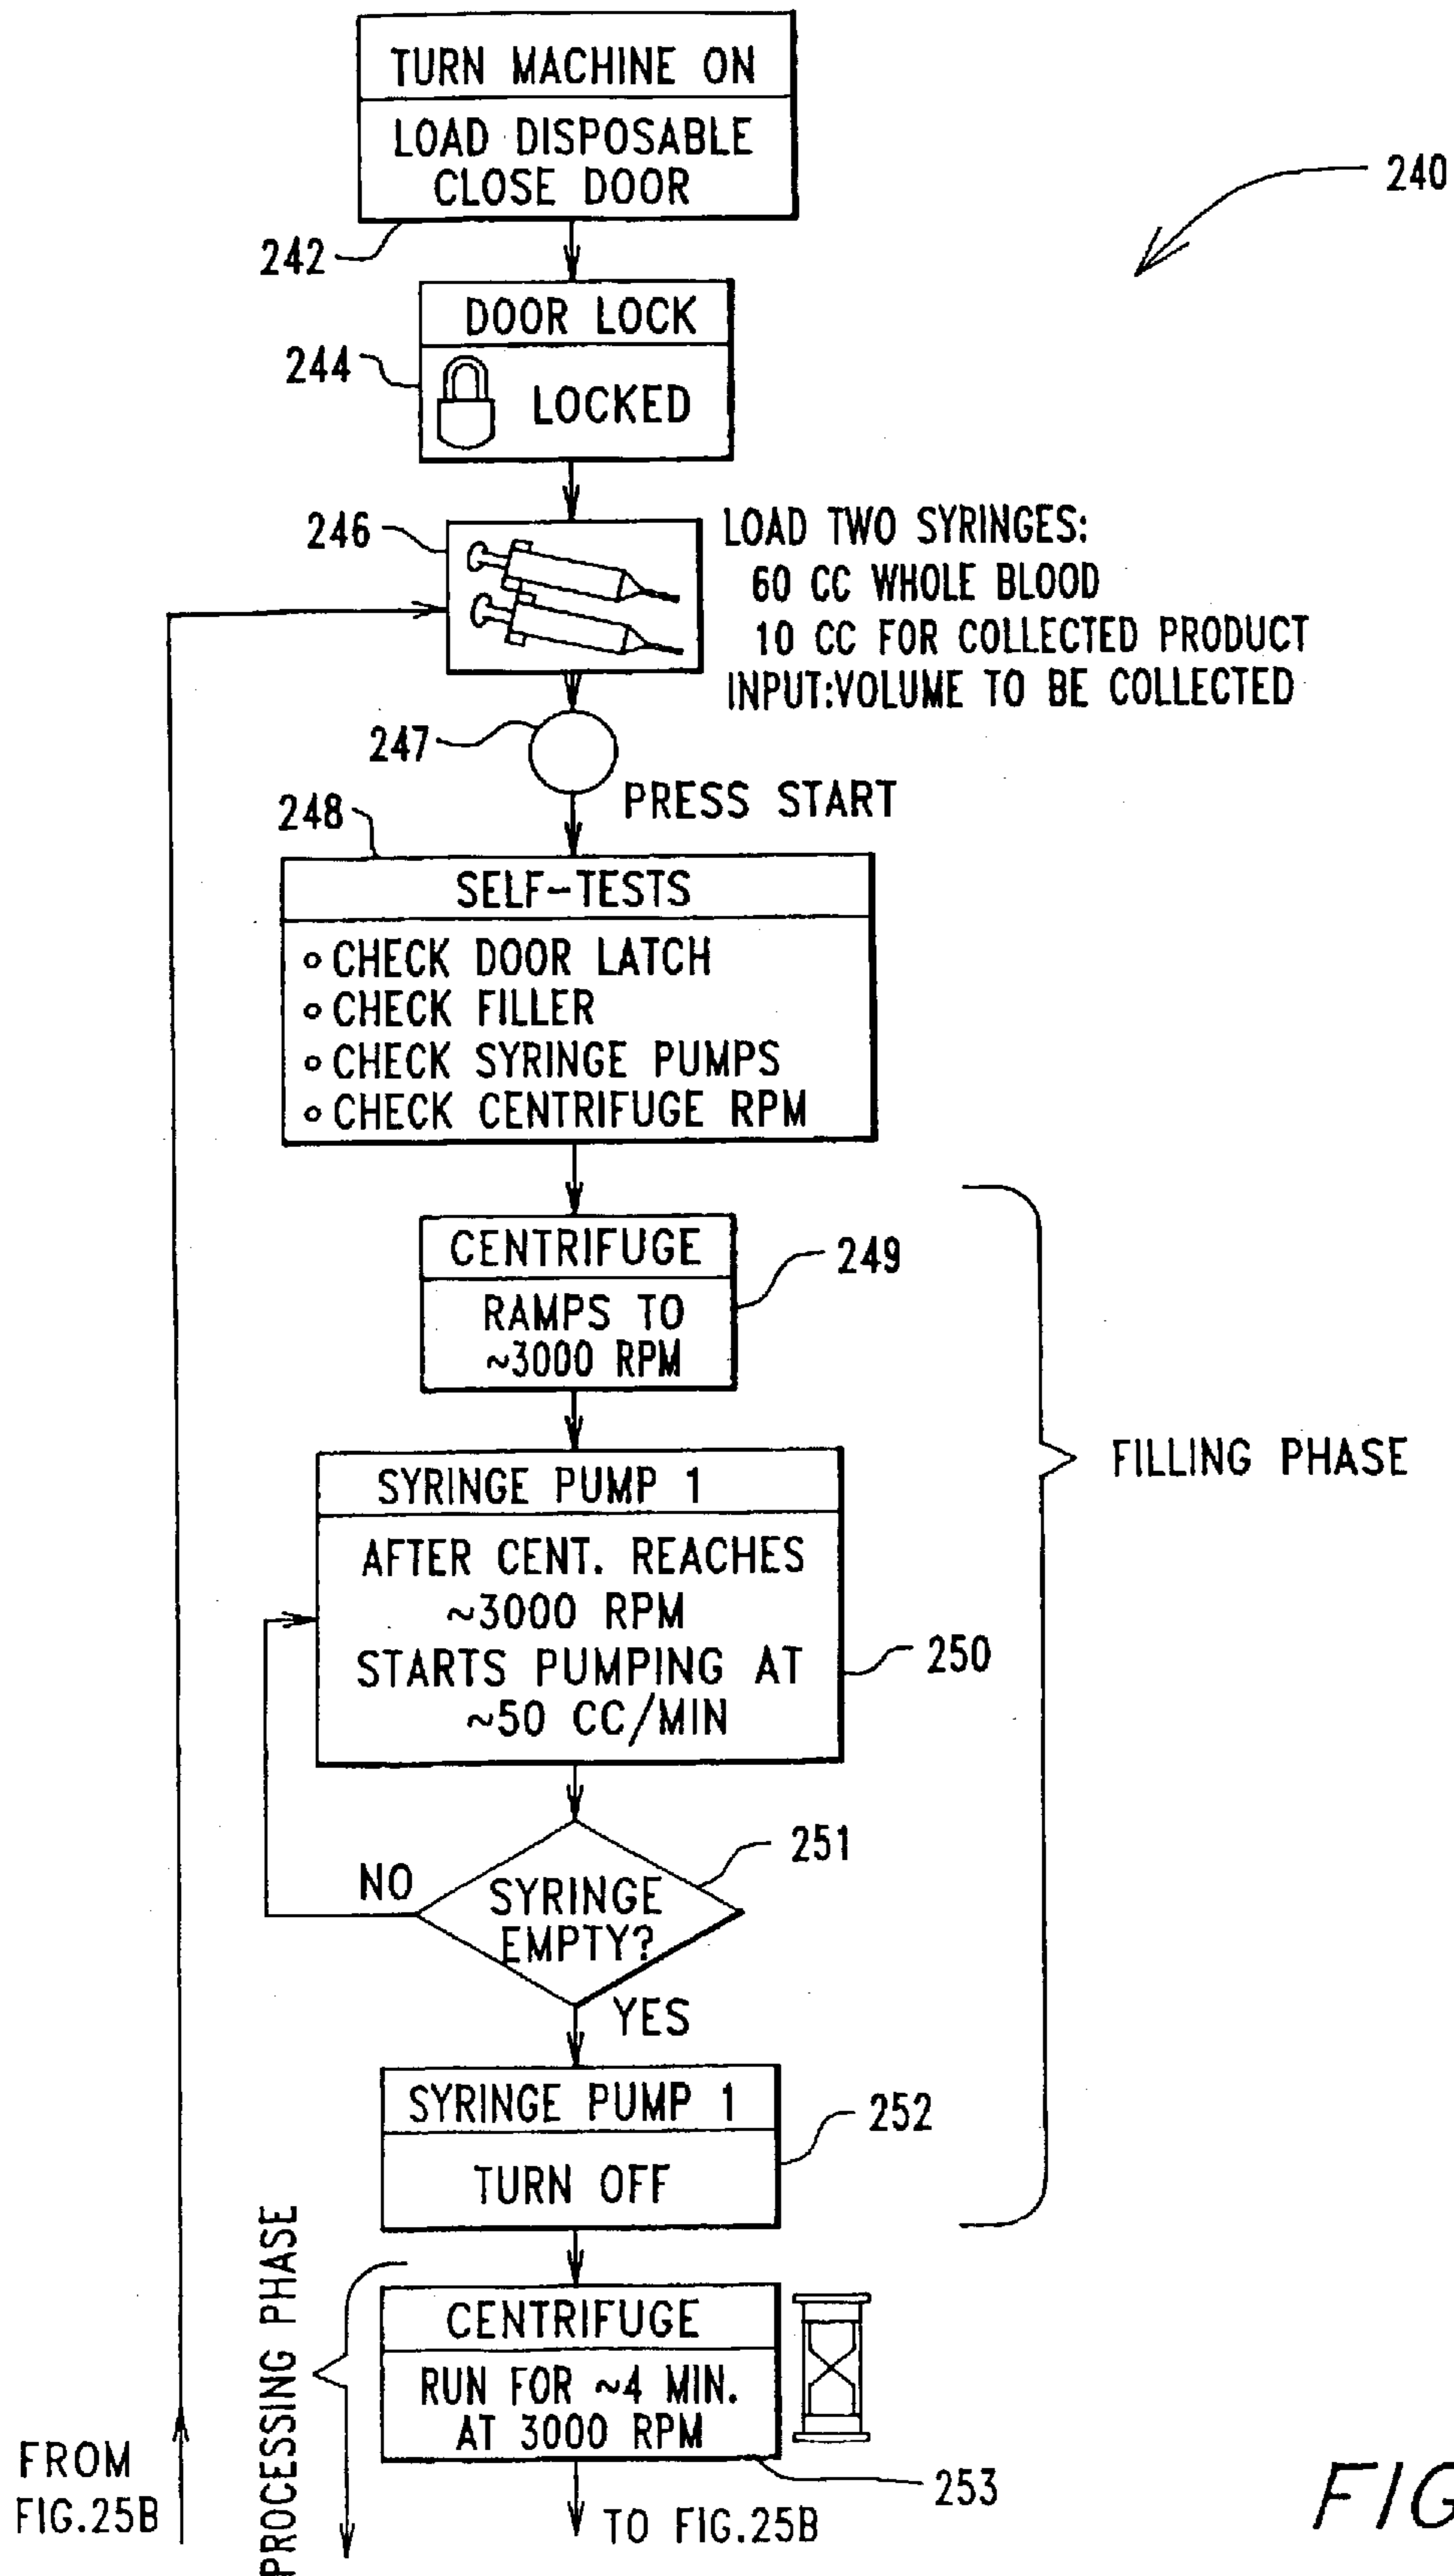 TURN MACHINE ON
LOAD DISPOSABLE
CLOSE DOOR
240
242
DOOR LOCK
244
LOCKED
246
LOAD TWO SYRINGES:
60 CC WHOLE BLOOD
10 CC FOR COLLECTED PRODUCT
INPUT:VOLUME TO BE COLLECTED
247
PRESS START
248
SELF-TESTS
○ CHECK DOOR LATCH
○ CHECK FILLER
○ CHECK SYRINGE PUMPS
○ CHECK CENTRIFUGE RPM
CENTRIFUGE
249
RAMPS TO
~3000 RPM
FILLING PHASE
SYRINGE PUMP 1
AFTER CENT. REACHES
~3000 RPM
STARTS PUMPING AT
~50 CC/MIN
250
251
NO
SYRINGE
EMPTY?
YES
SYRINGE PUMP 1
252
TURN OFF
PROCESSING PHASE
CENTRIFUGE
RUN FOR ~4 MIN.
AT 3000 RPM
253
FROM
FIG.25B
TO FIG.25B
FIG